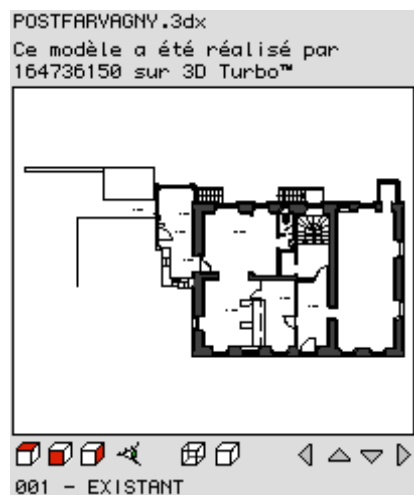 POSTFARVAGNY.3dx
Ce modèle a été réalisé par
164736150 sur 3D Turbo™
001 - EXISTANT